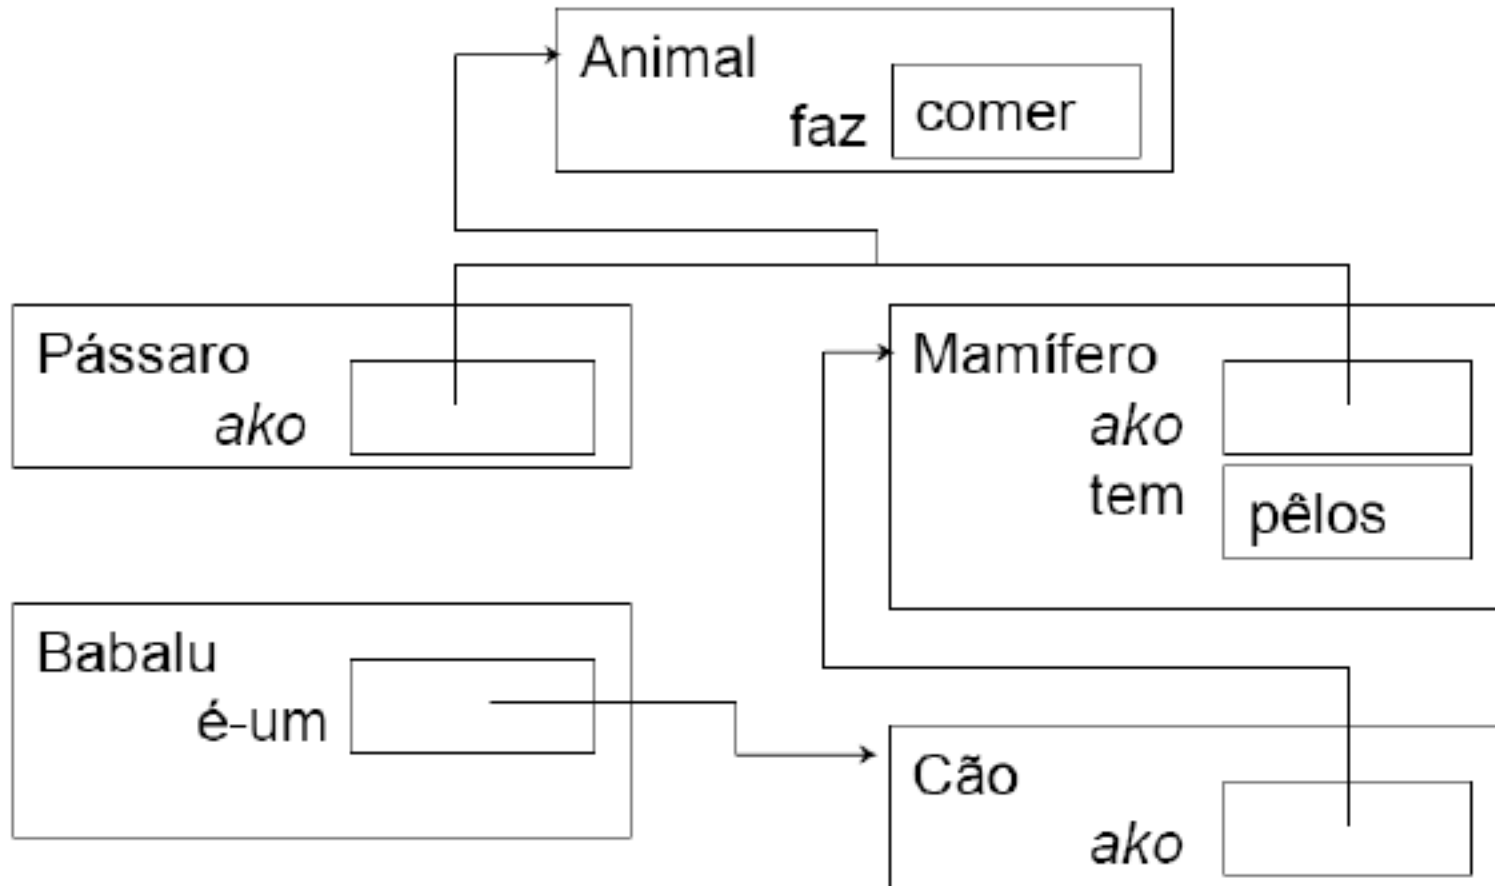 Animal
faz comer
Pássaro
ako
Mamífero
ako
tem pêlos
Babalu
é-um
Cão
ako